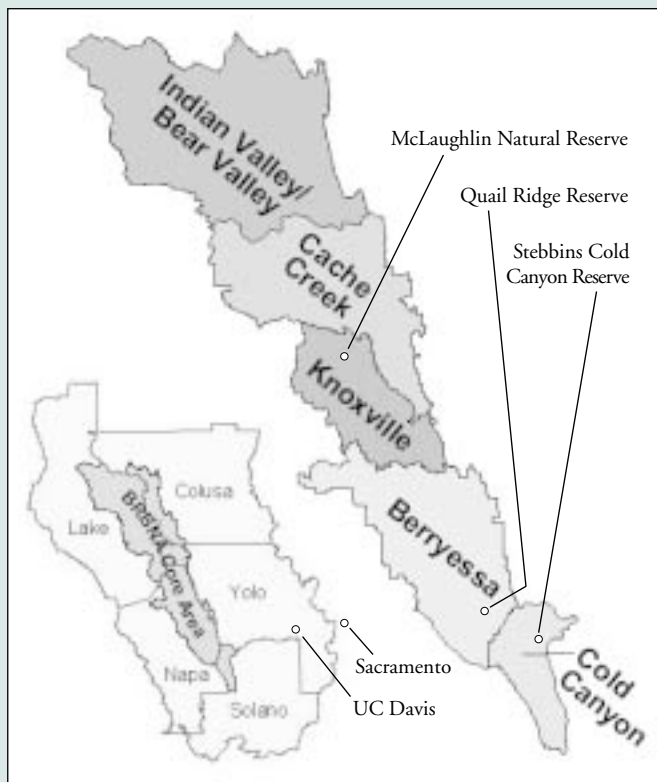 Indian Valley/
Bear Valley
McLaughlin Natural Reserve
Quail Ridge Reserve
Stebbins Cold
Canyon Reserve
Cache
Creek
Knoxville
Berryessa
Cold
Canyon
Colusa
Lake
BRBNA Core Area
Yolo
Napa
Solano
Sacramento
UC Davis